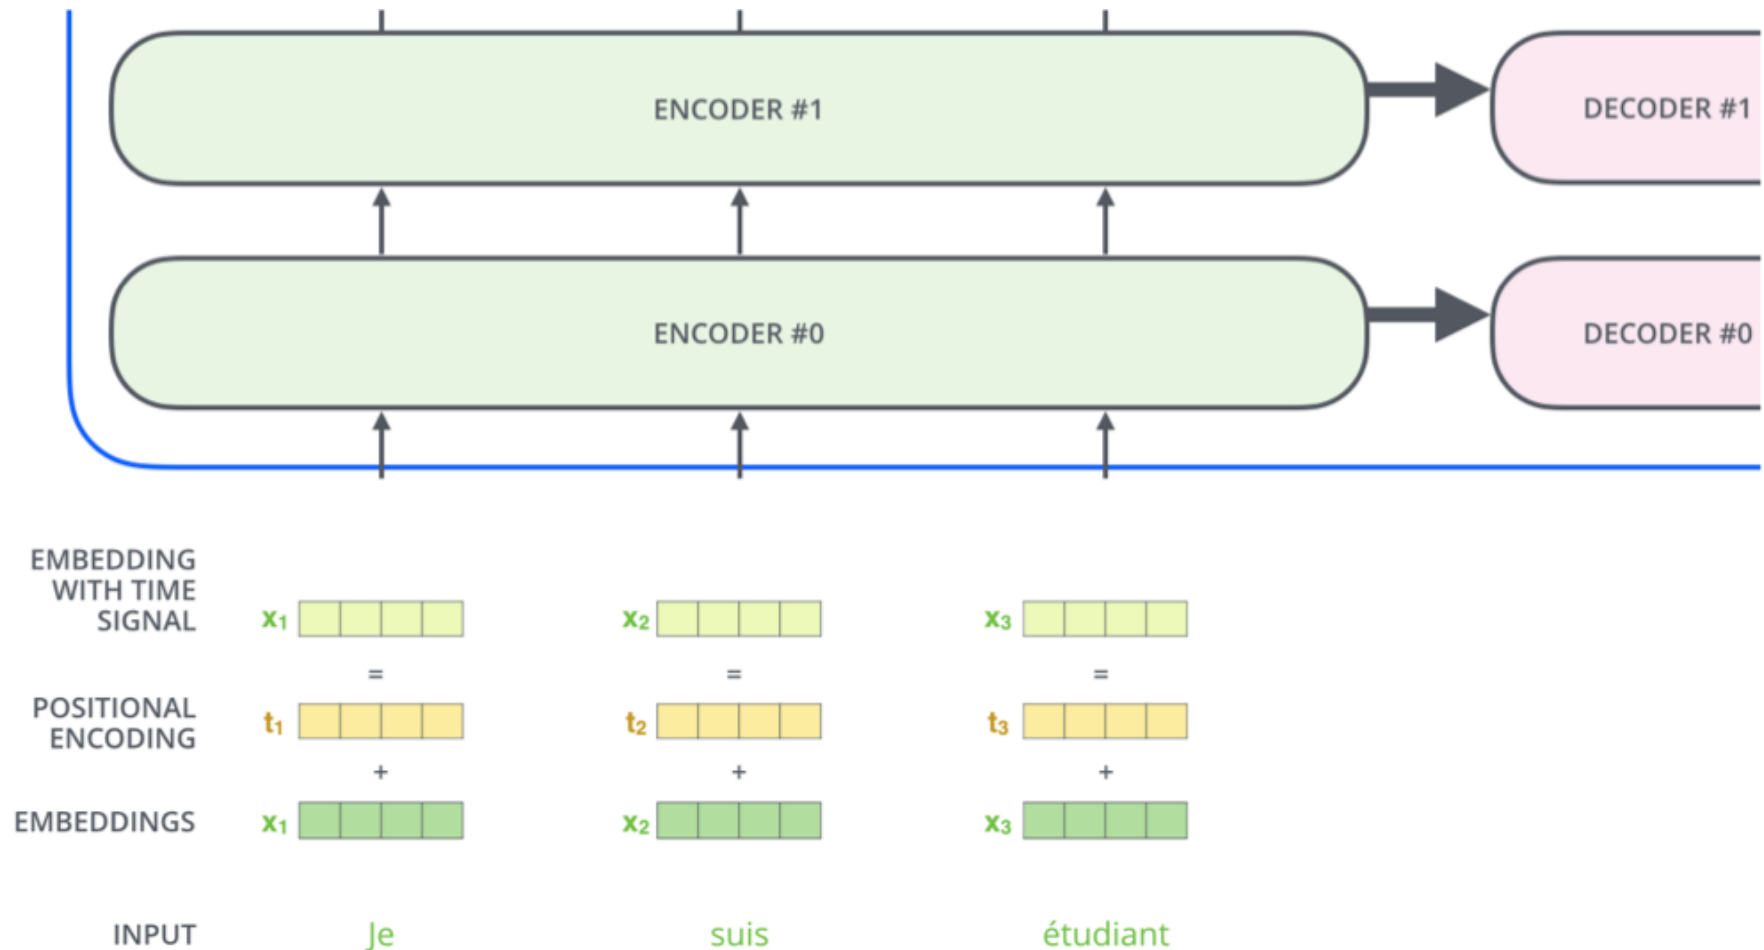 ENCODER #1
DECODER #1
ENCODER #0
DECODER #0
EMBEDDING
WITH TIME
SIGNAL
x₁
x₂
x₃
=
=
=
POSITIONAL
ENCODING
t₁
t₂
t₃
+
+
+
EMBEDDINGS
x₁
x₂
x₃
INPUT
Je
suis
étudiant